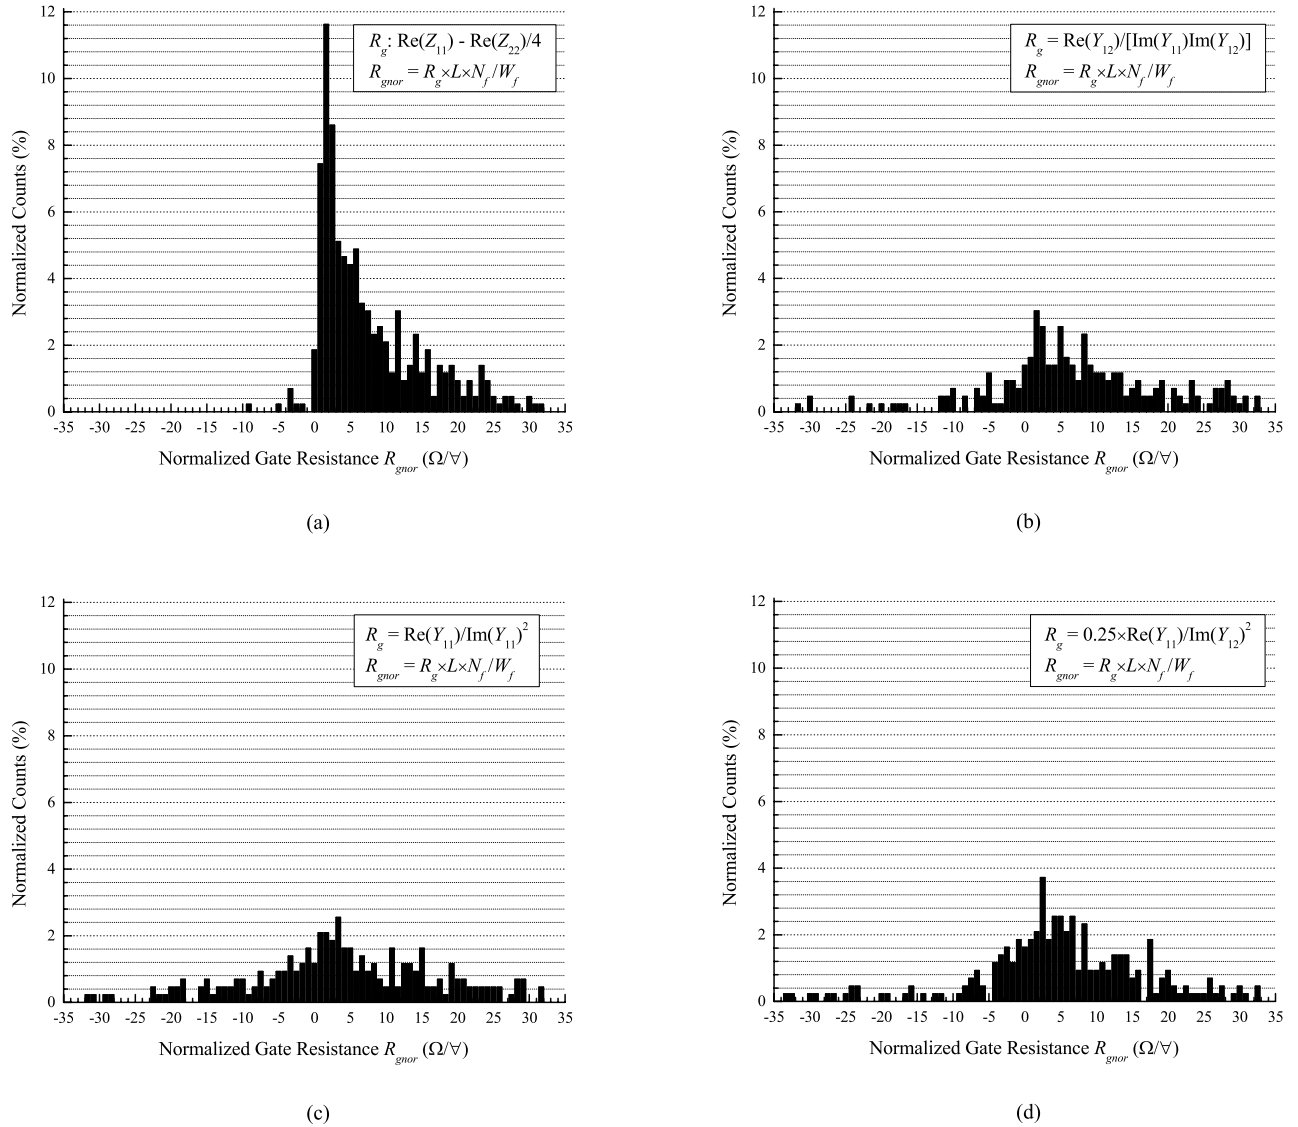 12
10
8
6
4
2
0
Normalized Counts (%)
R_g: Re(Z_11) - Re(Z_22)/4
R_gnor = R_g×L×N_f/W_f
-35 -30 -25 -20 -15 -10 -5 0 5 10 15 20 25 30 35
Normalized Gate Resistance R_gnor (Ω/∀)
(a)
12
10
8
6
4
2
0
Normalized Counts (%)
R_g = Re(Y_12)/[Im(Y_11)Im(Y_12)]
R_gnor = R_g×L×N_f/W_f
-35 -30 -25 -20 -15 -10 -5 0 5 10 15 20 25 30 35
Normalized Gate Resistance R_gnor (Ω/∀)
(b)
12
10
8
6
4
2
0
Normalized Counts (%)
R_g = Re(Y_11)/Im(Y_11)^2
R_gnor = R_g×L×N_f/W_f
-35 -30 -25 -20 -15 -10 -5 0 5 10 15 20 25 30 35
Normalized Gate Resistance R_gnor (Ω/∀)
(c)
12
10
8
6
4
2
0
Normalized Counts (%)
R_g = 0.25×Re(Y_11)/Im(Y_12)^2
R_gnor = R_g×L×N_f/W_f
-35 -30 -25 -20 -15 -10 -5 0 5 10 15 20 25 30 35
Normalized Gate Resistance R_gnor (Ω/∀)
(d)